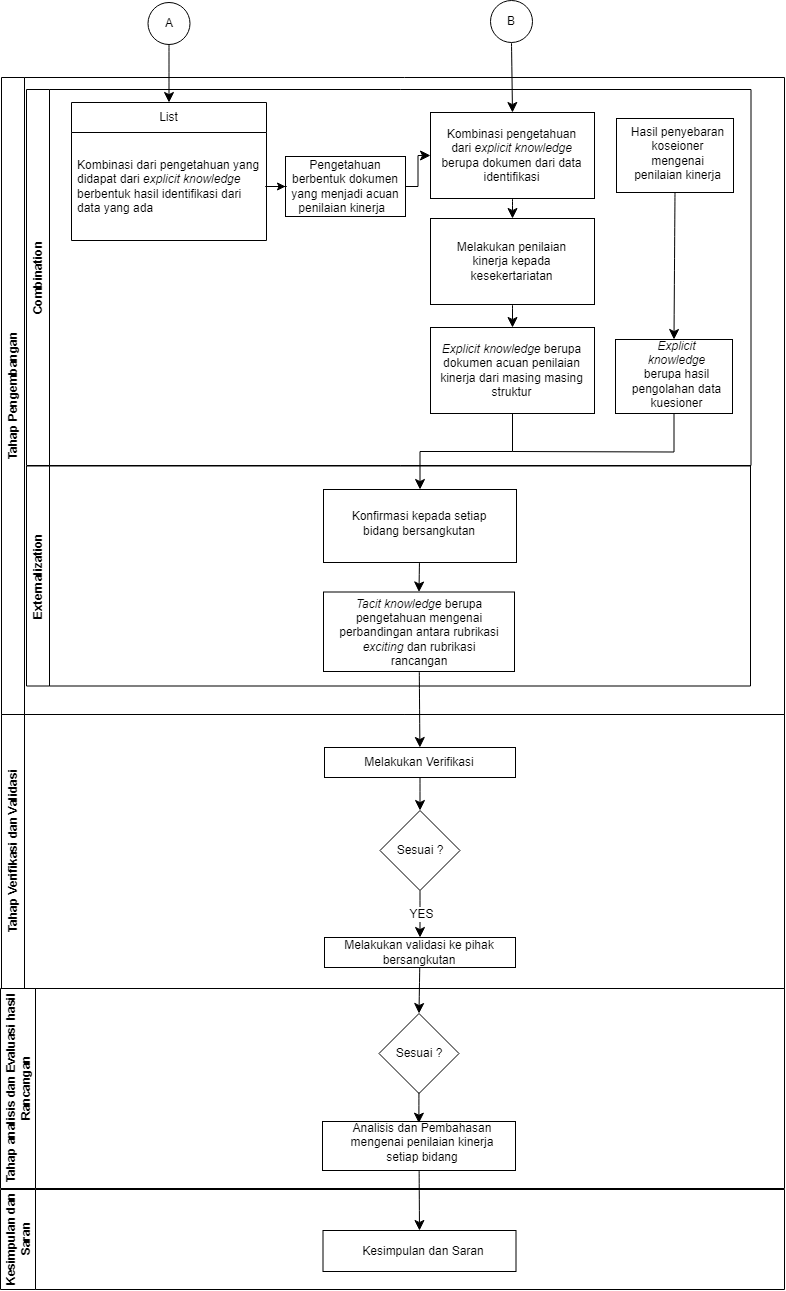 A
B
Tahap Pengembangan
Combination
List
Kombinasi dari pengetahuan yang
didapat dari explicit knowledge
berbentuk hasil identifikasi dari
data yang ada
Pengetahuan
berbentuk dokumen
yang menjadi acuan
penilaian kinerja
Kombinasi pengetahuan
dari explicit knowledge
berupa dokumen dari data
identifikasi
Hasil penyebaran
koseioner
mengenai
penilaian kinerja
Melakukan penilaian
kinerja kepada
kesekertariatan
Explicit knowledge berupa
dokumen acuan penilaian
kinerja dari masing masing
struktur
Explicit
knowledge
berupa hasil
pengolahan data
kuesioner
Externalization
Konfirmasi kepada setiap
bidang bersangkutan
Tacit knowledge berupa
pengetahuan mengenai
perbandingan antara rubrikasi
exciting dan rubrikasi
rancangan
Tahap Verifikasi dan Validasi
Melakukan Verifikasi
Sesuai ?
YES
Melakukan validasi ke pihak
bersangkutan
Tahap analisis dan Evaluasi hasil
Rancangan
Sesuai ?
Analisis dan Pembahasan
mengenai penilaian kinerja
setiap bidang
Kesimpulan dan
Saran
Kesimpulan dan Saran